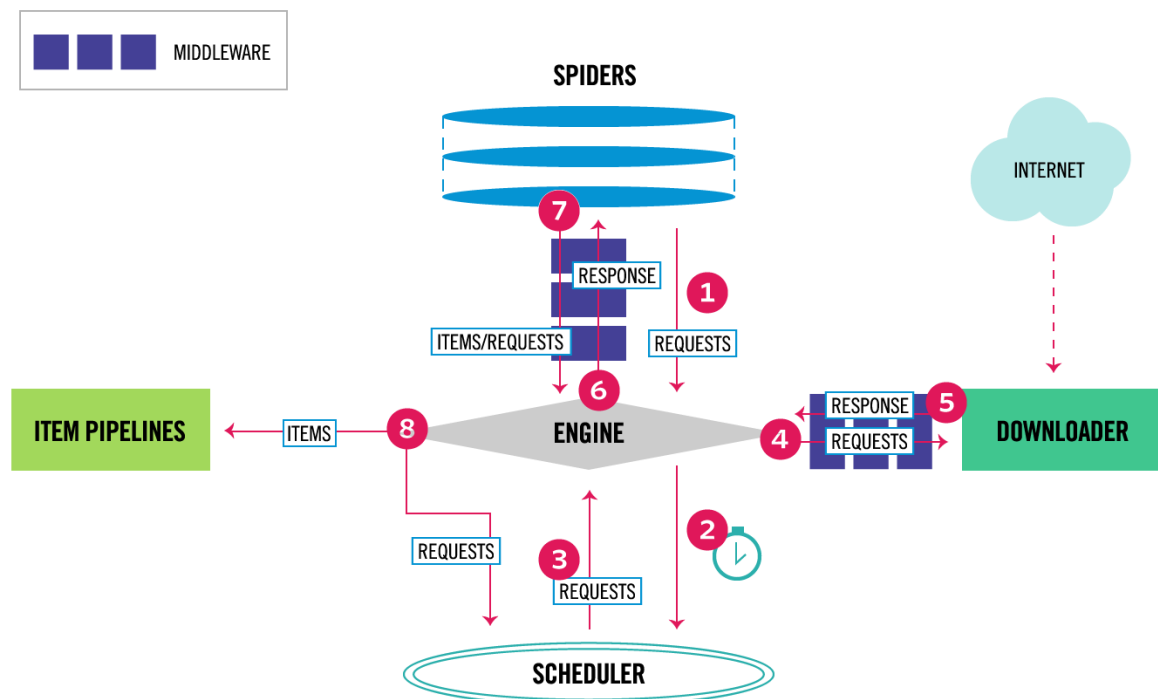 MIDDLEWARE
SPIDERS
INTERNET
7
RESPONSE
1
ITEMS/REQUESTS
REQUESTS
6
ITEM PIPELINES
ITEMS
8
ENGINE
4
RESPONSE
5
REQUESTS
DOWNLOADER
2
REQUESTS
3
REQUESTS
SCHEDULER